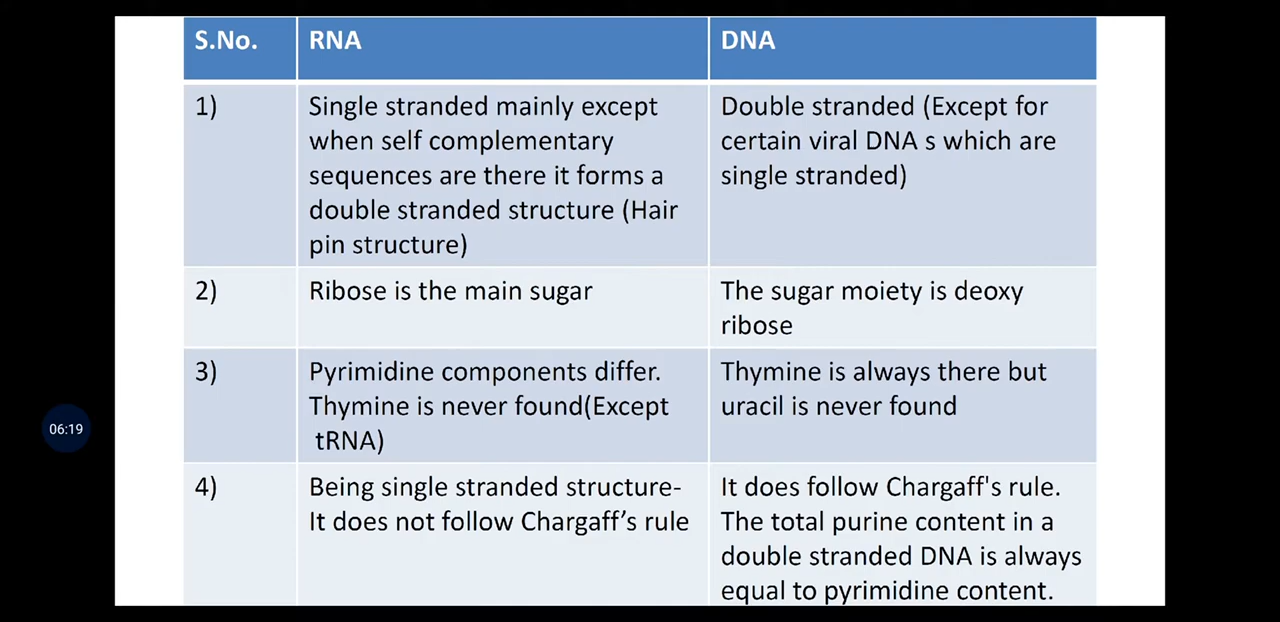 S.No.
RNA
DNA
1)
Single stranded mainly except
when self complementary
sequences are there it forms a
double stranded structure (Hair
pin structure)
Double stranded (Except for
certain viral DNA s which are
single stranded)
2)
Ribose is the main sugar
The sugar moiety is deoxy
ribose
3)
Pyrimidine components differ.
Thymine is never found(Except
tRNA)
Thymine is always there but
uracil is never found
4)
Being single stranded structure-
It does not follow Chargaff’s rule
It does follow Chargaff's rule.
The total purine content in a
double stranded DNA is always
equal to pyrimidine content.
06:19